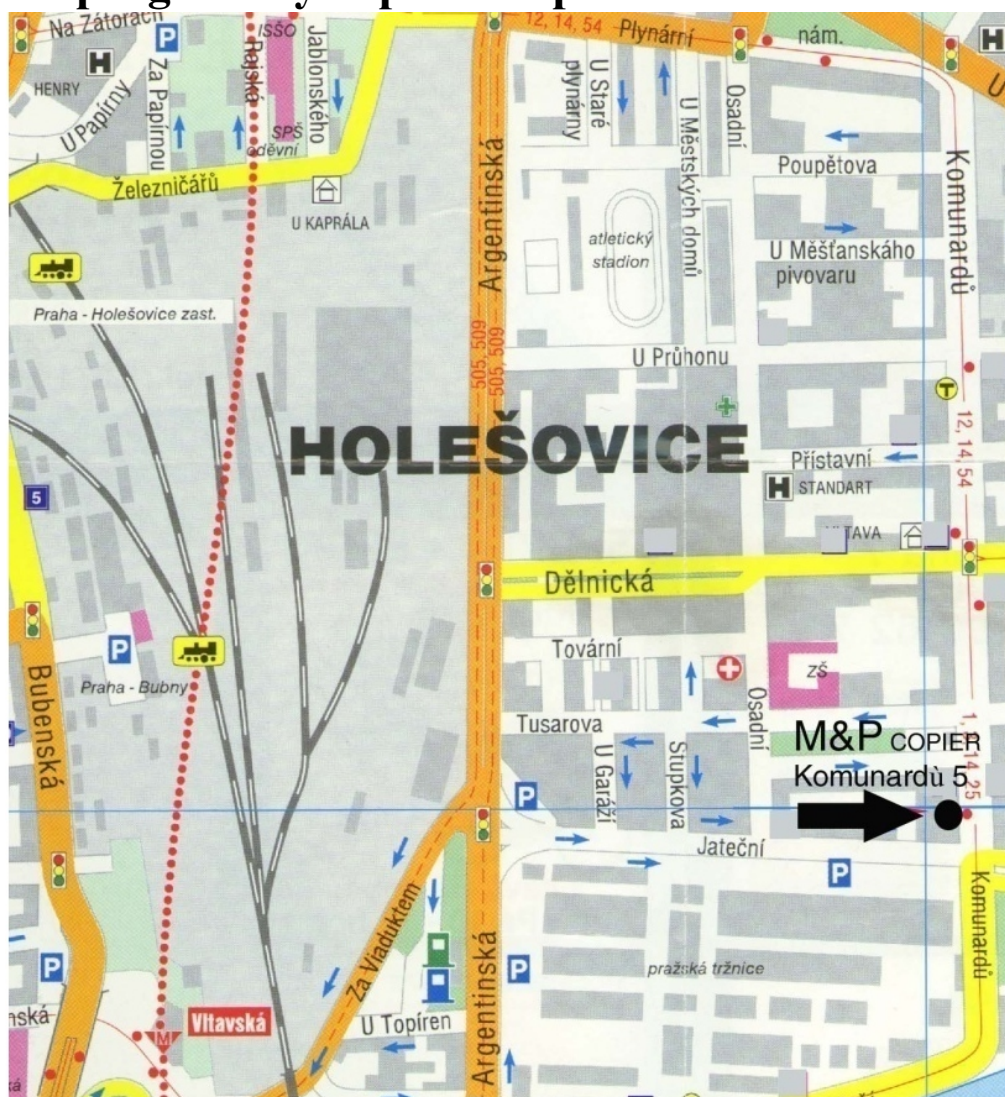 12, 14, 54
Na Zátorách
P
ISŠO
Plynární
nám.
H
HENRY
U Papírny
Za Papírnou
Rajská
Jablonského
SPŠ
oděvní
U Staré
plynárny
U Městských domů
Osadní
Poupětova
Komunardů
Železničářů
U KAPRÁLA
Argentinská
atletický
stadion
U Měšťanského
pivovaru
Praha - Holešovice zast.
505, 509
505, 509
U Průhonu
T
12, 14, 54
HOLEŠOVICE
Přístavní
5
H STANDART
Dělnická
P
Tovární
ZŠ
Praha - Bubny
Bubenská
Tusarova
Osadní
U Garáží
Stupkova
M&P COPIER
Komunardů 5
P
Jateční
P
Komunardů
Za Viaduktem
P
P
Argentinská
pražská tržnice
Vltavská
M
U Topíren